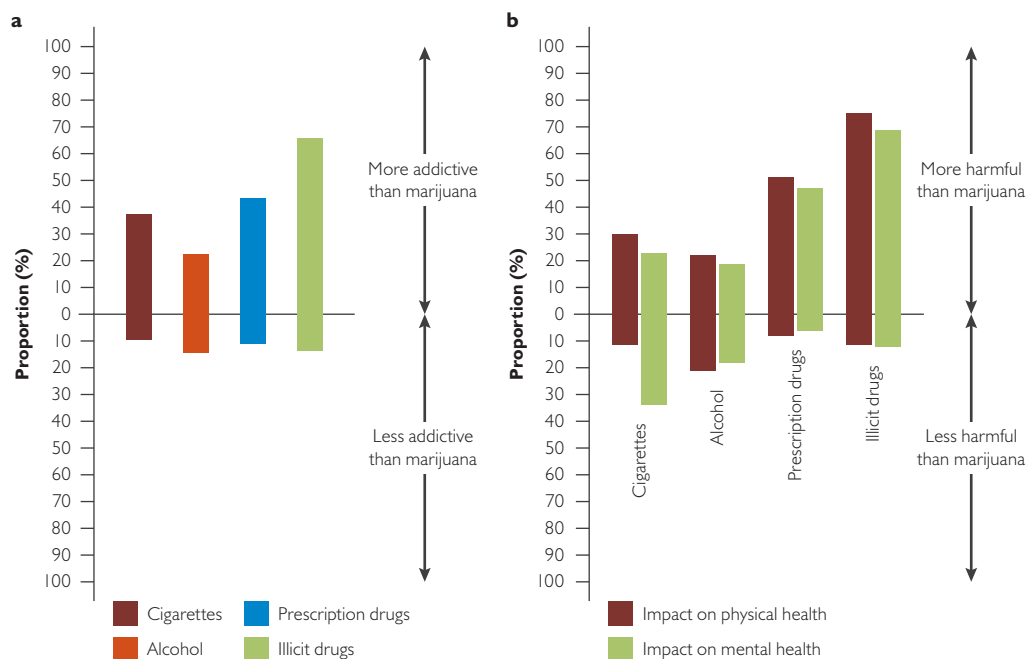 a
Proportion (%)
100
90
80
70
60
50
40
30
20
10
0
10
20
30
40
50
60
70
80
90
100
More addictive
than marijuana
Less addictive
than marijuana
Cigarettes
Prescription drugs
Alcohol
Illicit drugs
b
Proportion (%)
100
90
80
70
60
50
40
30
20
10
0
10
20
30
40
50
60
70
80
90
100
Cigarettes
Alcohol
Prescription drugs
Illicit drugs
More harmful
than marijuana
Less harmful
than marijuana
Impact on physical health
Impact on mental health